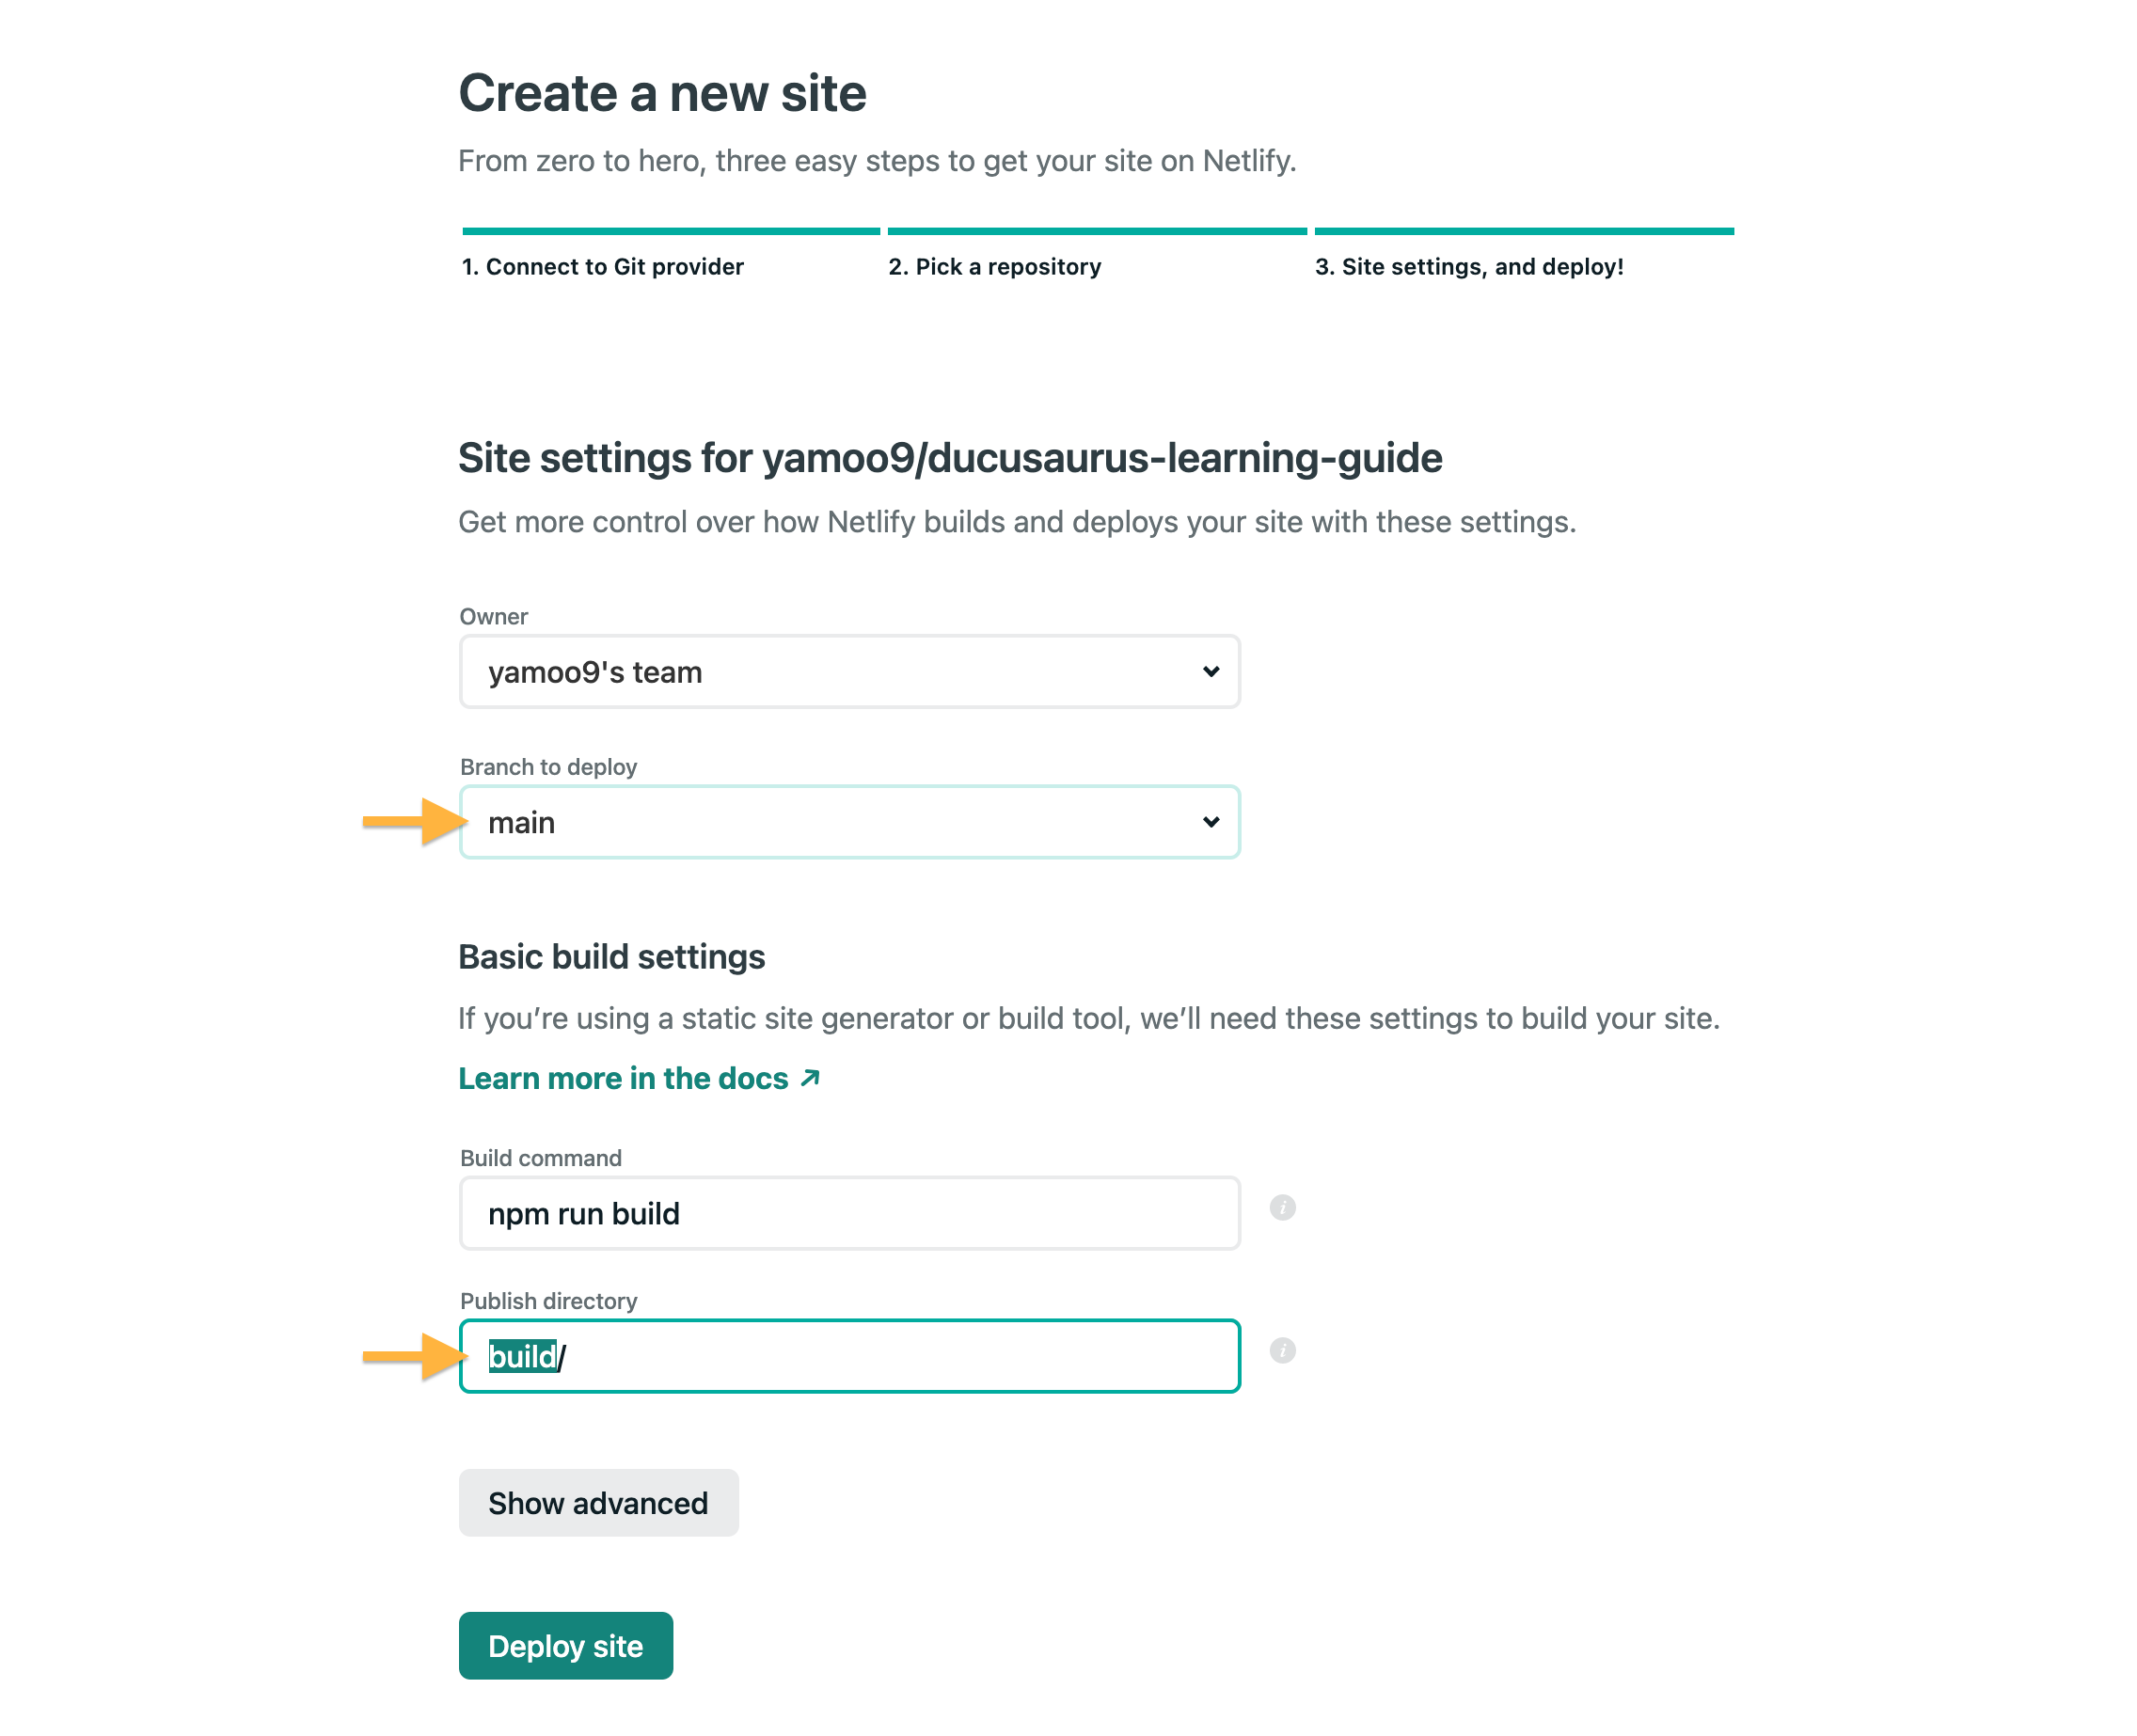 Create a new site
From zero to hero, three easy steps to get your site on Netlify.
1. Connect to Git provider
2. Pick a repository
3. Site settings, and deploy!
Site settings for yamoo9/ducusaurus-learning-guide
Get more control over how Netlify builds and deploys your site with these settings.
Owner
yamoo9's team
Branch to deploy
main
Basic build settings
If you’re using a static site generator or build tool, we’ll need these settings to build your site.
Learn more in the docs ↗
Build command
npm run build
i
Publish directory
build/
i
Show advanced
Deploy site